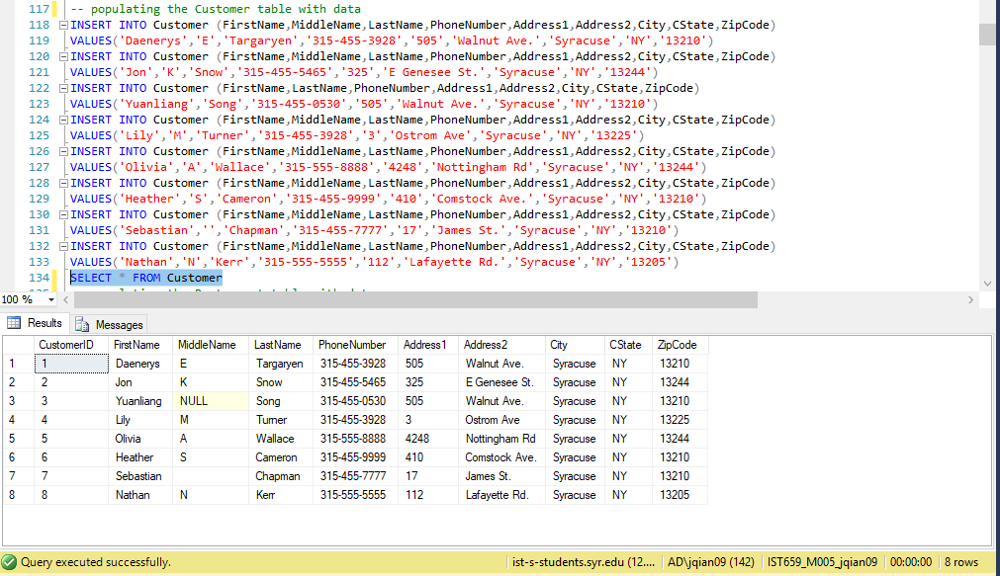 117 -- populating the Customer table with data
118 INSERT INTO Customer (FirstName,MiddleName,LastName,PhoneNumber,Address1,Address2,City,CState,ZipCode)
119 VALUES('Daenerys','E','Targaryen','315-455-3928','505','Walnut Ave.','Syracuse','NY','13210')
120 INSERT INTO Customer (FirstName,MiddleName,LastName,PhoneNumber,Address1,Address2,City,CState,ZipCode)
121 VALUES('Jon','K','Snow','315-455-5465','325','E Genesee St.','Syracuse','NY','13244')
122 INSERT INTO Customer (FirstName,LastName,PhoneNumber,Address1,Address2,City,CState,ZipCode)
123 VALUES('Yuanliang','Song','315-455-0530','505','Walnut Ave.','Syracuse','NY','13210')
124 INSERT INTO Customer (FirstName,MiddleName,LastName,PhoneNumber,Address1,Address2,City,CState,ZipCode)
125 VALUES('Lily','M','Turner','315-455-3928','3','Ostrom Ave','Syracuse','NY','13225')
126 INSERT INTO Customer (FirstName,MiddleName,LastName,PhoneNumber,Address1,Address2,City,CState,ZipCode)
127 VALUES('Olivia','A','Wallace','315-555-8888','4248','Nottingham Rd','Syracuse','NY','13244')
128 INSERT INTO Customer (FirstName,MiddleName,LastName,PhoneNumber,Address1,Address2,City,CState,ZipCode)
129 VALUES('Heather','S','Cameron','315-455-9999','410','Comstock Ave.','Syracuse','NY','13210')
130 INSERT INTO Customer (FirstName,MiddleName,LastName,PhoneNumber,Address1,Address2,City,CState,ZipCode)
131 VALUES('Sebastian','','Chapman','315-455-7777','17','James St.','Syracuse','NY','13210')
132 INSERT INTO Customer (FirstName,MiddleName,LastName,PhoneNumber,Address1,Address2,City,CState,ZipCode)
133 VALUES('Nathan','N','Kerr','315-555-5555','112','Lafayette Rd.','Syracuse','NY','13205')
134 SELECT * FROM Customer
100 %
Results Messages
CustomerID FirstName MiddleName LastName PhoneNumber Address1 Address2 City CState ZipCode
1 1 Daenerys E Targaryen 315-455-3928 505 Walnut Ave. Syracuse NY 13210
2 2 Jon K Snow 315-455-5465 325 E Genesee St. Syracuse NY 13244
3 3 Yuanliang NULL Song 315-455-0530 505 Walnut Ave. Syracuse NY 13210
4 4 Lily M Turner 315-455-3928 3 Ostrom Ave Syracuse NY 13225
5 5 Olivia A Wallace 315-555-8888 4248 Nottingham Rd Syracuse NY 13244
6 6 Heather S Cameron 315-455-9999 410 Comstock Ave. Syracuse NY 13210
7 7 Sebastian Chapman 315-455-7777 17 James St. Syracuse NY 13210
8 8 Nathan N Kerr 315-555-5555 112 Lafayette Rd. Syracuse NY 13205
Query executed successfully. ist-s-students.syr.edu (12.... AD\jqian09 (142) IST659_M005_jqian09 00:00:00 8 rows